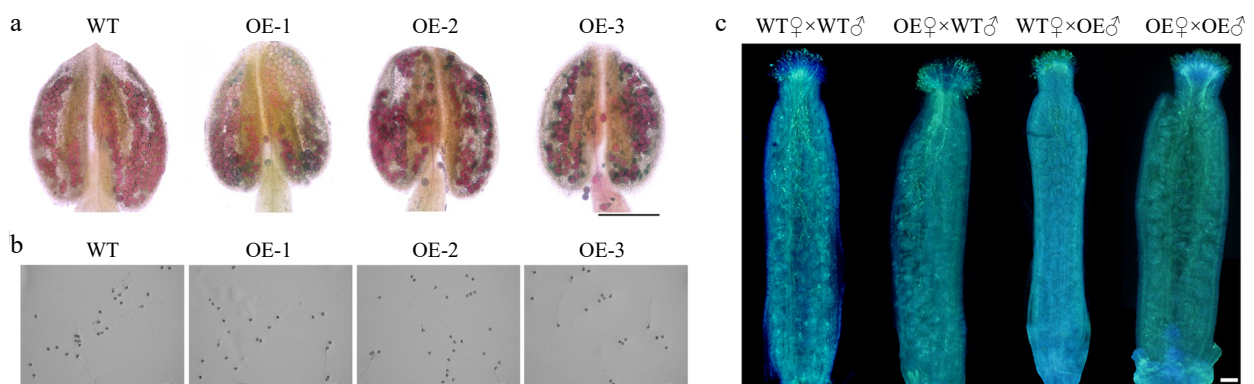 a
WT OE-1 OE-2 OE-3
b
WT OE-1 OE-2 OE-3
c
WT♀×WT♂ OE♀×WT♂ WT♀×OE♂ OE♀×OE♂